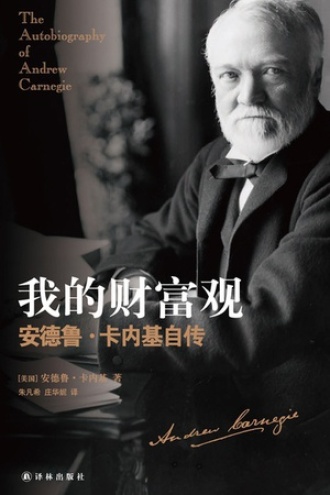 The
Autobiography
of
Andrew
Carnegie
我的财富观
安德鲁·卡内基自传
[美国] 安德鲁·卡内基 著
朱凡希 庄华娟 译
Andrew Carnegie
译林出版社